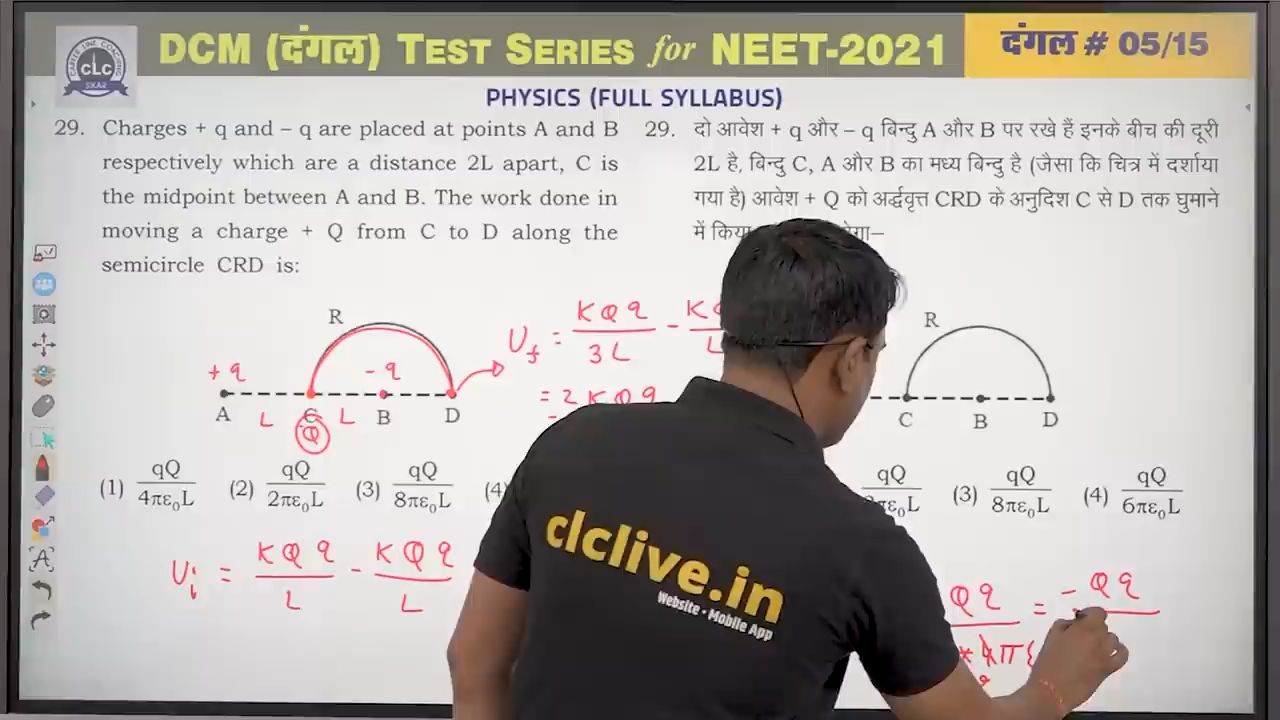 CLC
SIKAR
DCM (दंगल) TEST SERIES for NEET-2021
दंगल # 05/15
PHYSICS (FULL SYLLABUS)
29. Charges + q and – q are placed at points A and B
respectively which are a distance 2L apart, C is
the midpoint between A and B. The work done in
moving a charge + Q from C to D along the
semicircle CRD is:
R
+ q
- q
A L C L B D
Q
(1) qQ/4πε₀L (2) qQ/2πε₀L (3) qQ/8πε₀L (4)
Uᵢ = KQq/L - KQq/L
U_f = KQq/3L -
= 2KQq
29. दो आवेश + q और – q बिन्दु A और B पर रखे हैं इनके बीच की दूरी
2L है, बिन्दु C, A और B का मध्य बिन्दु है (जैसा कि चित्र में दर्शाया
गया है) आवेश + Q को अर्द्धवृत्त CRD के अनुदिश C से D तक घुमाने
में
R
C B D
qQ (3) qQ/8πε₀L (4) qQ/6πε₀L
Qq = -Qq
clclive.in
Website • Mobile App